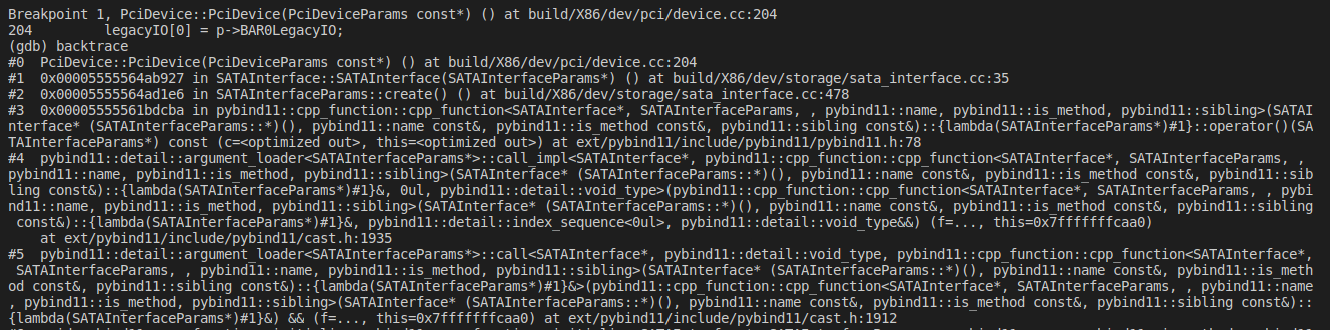 Breakpoint 1, PciDevice::PciDevice(PciDeviceParams const*) () at build/X86/dev/pci/device.cc:204
204         legacyIO[0] = p->BAR0LegacyIO;
(gdb) backtrace
#0  PciDevice::PciDevice(PciDeviceParams const*) () at build/X86/dev/pci/device.cc:204
#1  0x00005555564ab927 in SATAInterface::SATAInterface(SATAInterfaceParams*) () at build/X86/dev/storage/sata_interface.cc:35
#2  0x00005555564ad1e6 in SATAInterfaceParams::create() () at build/X86/dev/storage/sata_interface.cc:478
#3  0x00005555561bdcba in pybind11::cpp_function::cpp_function<SATAInterface*, SATAInterfaceParams, , pybind11::name, pybind11::is_method, pybind11::sibling>(SATAI
nterface* (SATAInterfaceParams::*)(), pybind11::name const&, pybind11::is_method const&, pybind11::sibling const&)::{lambda(SATAInterfaceParams*)#1}::operator()(SA
TAInterfaceParams*) const (c=<optimized out>, this=<optimized out>) at ext/pybind11/include/pybind11/pybind11.h:78
#4  pybind11::detail::argument_loader<SATAInterfaceParams*>::call_impl<SATAInterface*, pybind11::cpp_function::cpp_function<SATAInterface*, SATAInterfaceParams, ,
pybind11::name, pybind11::is_method, pybind11::sibling>(SATAInterface* (SATAInterfaceParams::*)(), pybind11::name const&, pybind11::is_method const&, pybind11::sib
ling const&)::{lambda(SATAInterfaceParams*)#1}&, 0ul, pybind11::detail::void_type>(pybind11::cpp_function::cpp_function<SATAInterface*, SATAInterfaceParams, , pybi
nd11::name, pybind11::is_method, pybind11::sibling>(SATAInterface* (SATAInterfaceParams::*)(), pybind11::name const&, pybind11::is_method const&, pybind11::sibling
 const&)::{lambda(SATAInterfaceParams*)#1}&, pybind11::detail::index_sequence<0ul>, pybind11::detail::void_type&&) (f=..., this=0x7fffffffcaa0)
    at ext/pybind11/include/pybind11/cast.h:1935
#5  pybind11::detail::argument_loader<SATAInterfaceParams*>::call<SATAInterface*, pybind11::detail::void_type, pybind11::cpp_function::cpp_function<SATAInterface*,
 SATAInterfaceParams, , pybind11::name, pybind11::is_method, pybind11::sibling>(SATAInterface* (SATAInterfaceParams::*)(), pybind11::name const&, pybind11::is_meth
od const&, pybind11::sibling const&)::{lambda(SATAInterfaceParams*)#1}&>(pybind11::cpp_function::cpp_function<SATAInterface*, SATAInterfaceParams, , pybind11::name
, pybind11::is_method, pybind11::sibling>(SATAInterface* (SATAInterfaceParams::*)(), pybind11::name const&, pybind11::is_method const&, pybind11::sibling const&)::
{lambda(SATAInterfaceParams*)#1}&) && (f=..., this=0x7fffffffcaa0) at ext/pybind11/include/pybind11/cast.h:1912